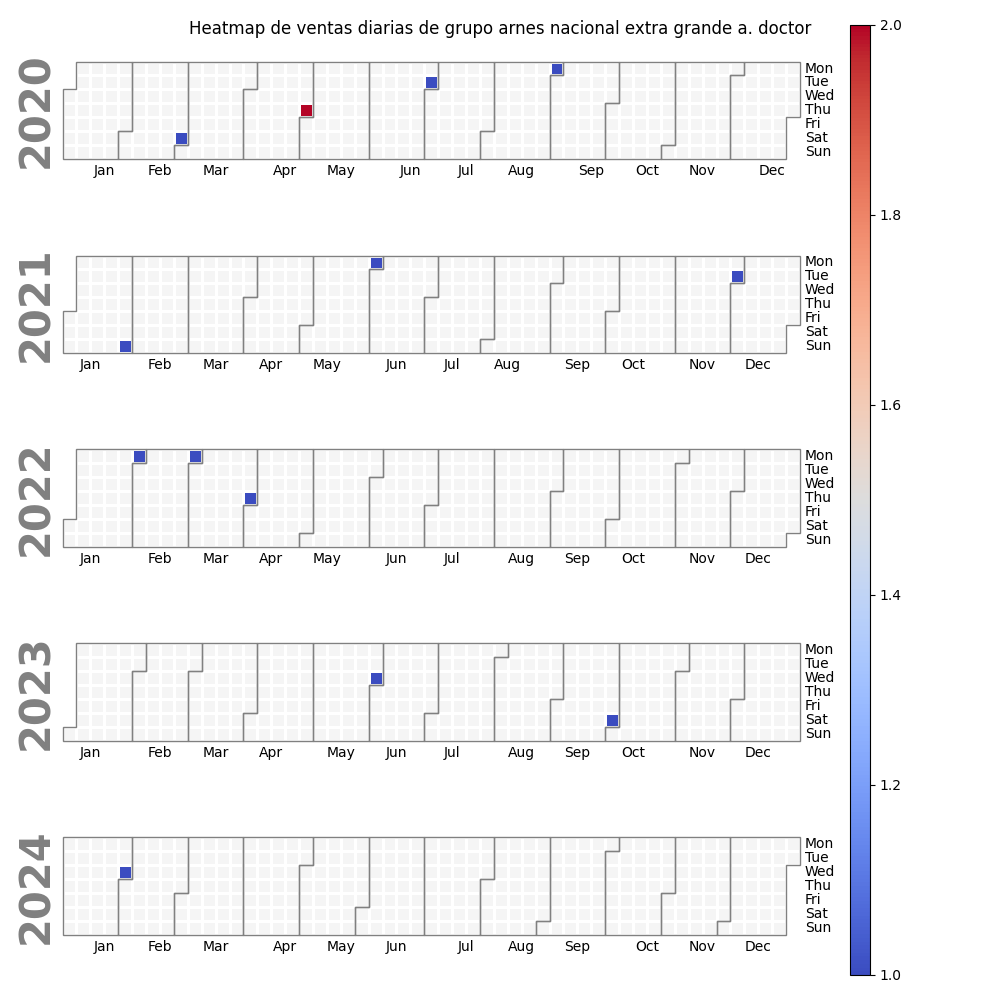 Heatmap de ventas diarias de grupo arnes nacional extra grande a. doctor
2020
Mon
Tue
Wed
Thu
Fri
Sat
Sun
Jan Feb Mar Apr May Jun Jul Aug Sep Oct Nov Dec
2021
Mon
Tue
Wed
Thu
Fri
Sat
Sun
Jan Feb Mar Apr May Jun Jul Aug Sep Oct Nov Dec
2022
Mon
Tue
Wed
Thu
Fri
Sat
Sun
Jan Feb Mar Apr May Jun Jul Aug Sep Oct Nov Dec
2023
Mon
Tue
Wed
Thu
Fri
Sat
Sun
Jan Feb Mar Apr May Jun Jul Aug Sep Oct Nov Dec
2024
Mon
Tue
Wed
Thu
Fri
Sat
Sun
Jan Feb Mar Apr May Jun Jul Aug Sep Oct Nov Dec
2.0
1.8
1.6
1.4
1.2
1.0